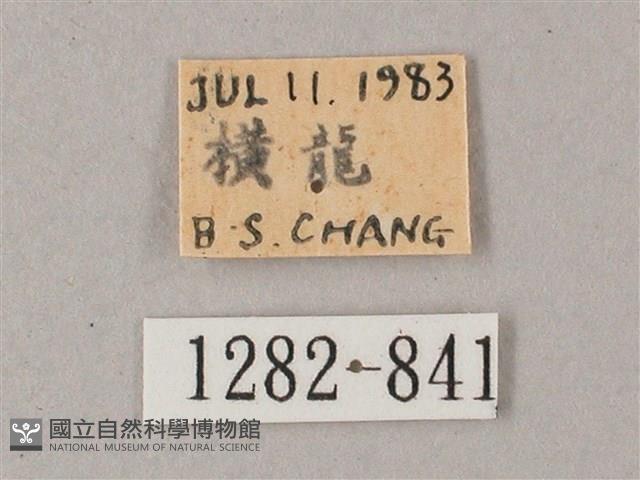 JUL 11. 1983
橫龍
B.S. CHANG
1282-841
國立自然科學博物館
NATIONAL MUSEUM OF NATURAL SCIENCE